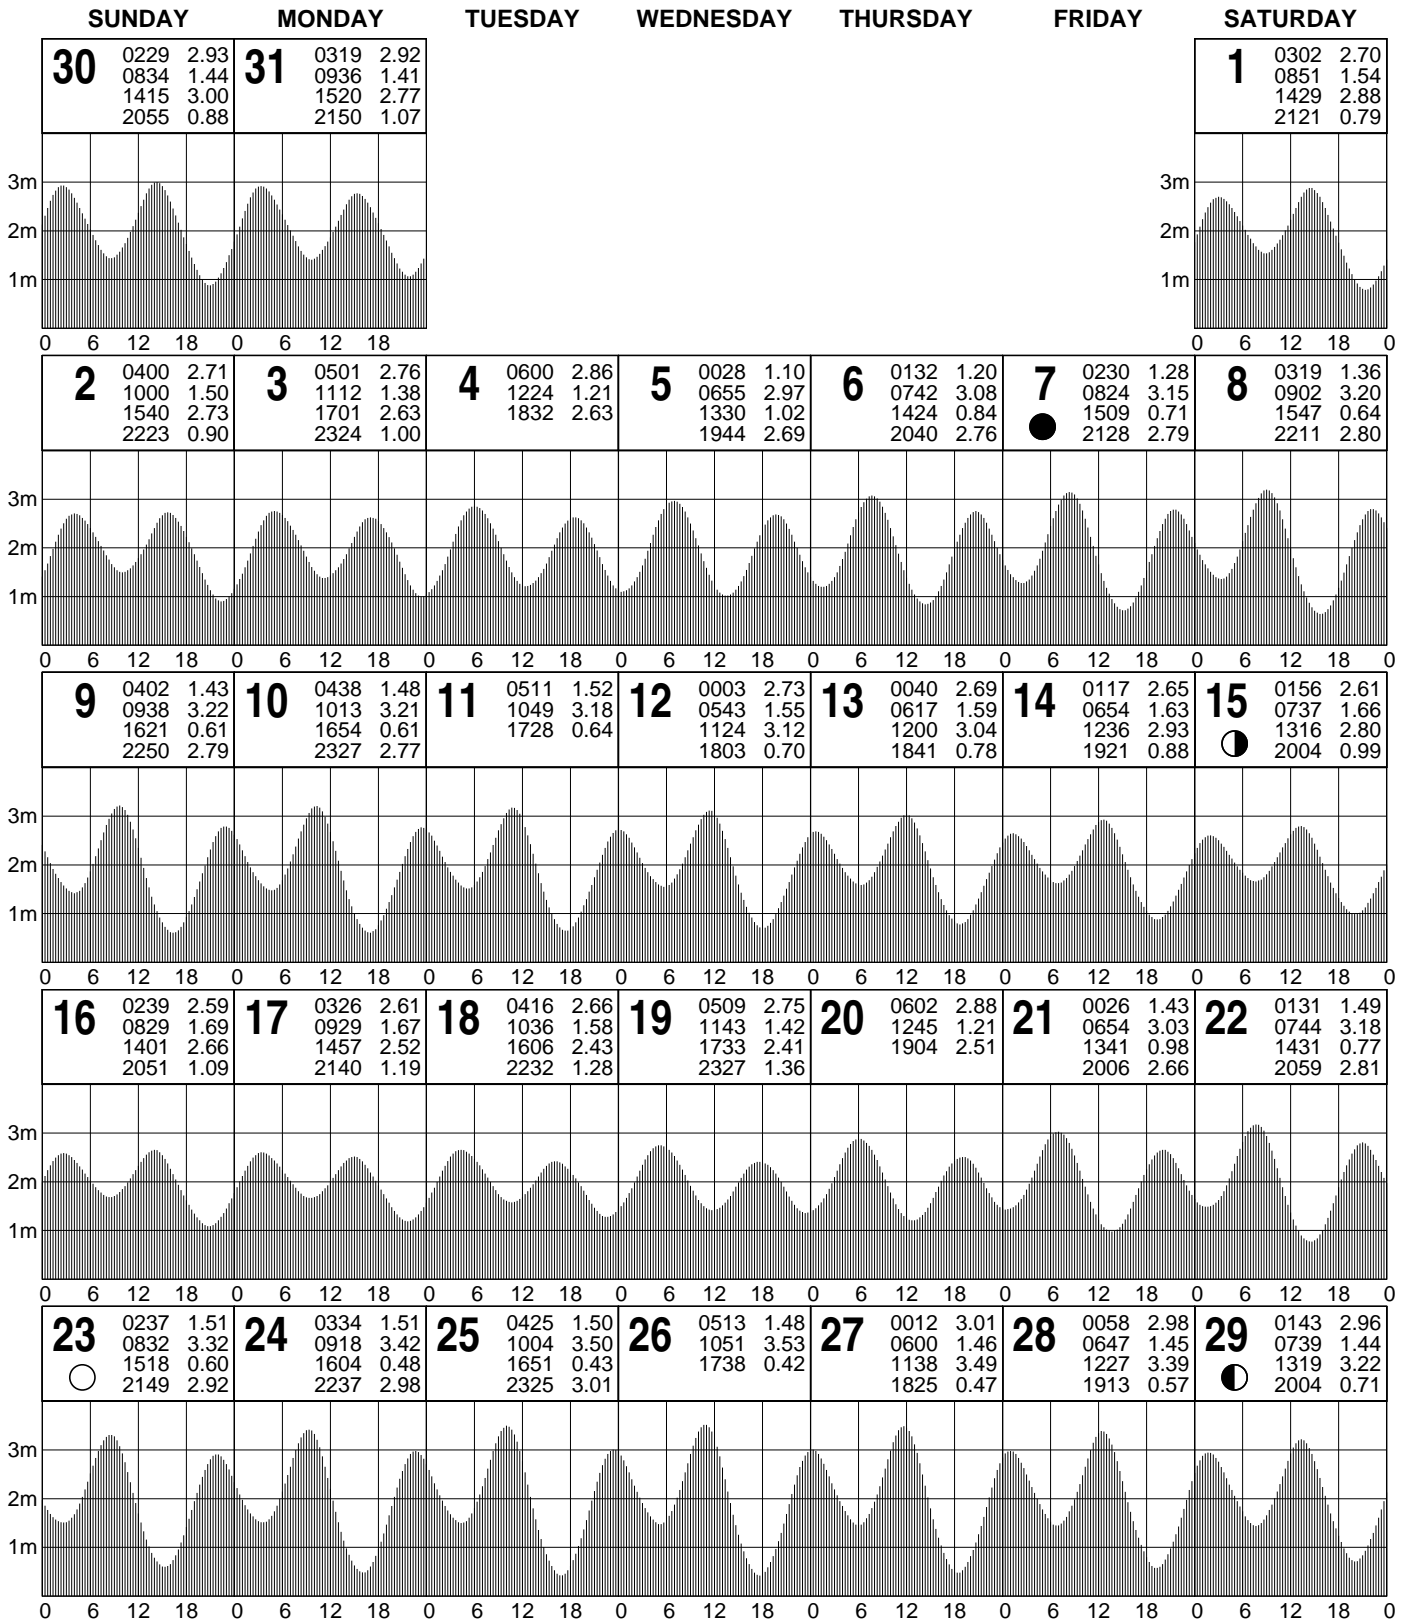 SUNDAY MONDAY TUESDAY WEDNESDAY THURSDAY FRIDAY SATURDAY
30 0229 2.93 31 0319 2.92 1 0302 2.70
0834 1.44 0936 1.41 0851 1.54
1415 3.00 1520 2.77 1429 2.88
2055 0.88 2150 1.07 2121 0.79
3m 3m
2m 2m
1m 1m
0 6 12 18 0 6 12 18 0 6 12 18 0
2 0400 2.71 3 0501 2.76 4 0600 2.86 5 0028 1.10 6 0132 1.20 7 0230 1.28 8 0319 1.36
1000 1.50 1112 1.38 1224 1.21 0655 2.97 0742 3.08 0824 3.15 0902 3.20
1540 2.73 1701 2.63 1832 2.63 1330 1.02 1424 0.84 1509 0.71 1547 0.64
2223 0.90 2324 1.00 1944 2.69 2040 2.76 2128 2.79 2211 2.80
3m
2m
1m
0 6 12 18 0 6 12 18 0 6 12 18 0 6 12 18 0 6 12 18 0 6 12 18 0 6 12 18 0
9 0402 1.43 10 0438 1.48 11 0511 1.52 12 0003 2.73 13 0040 2.69 14 0117 2.65 15 0156 2.61
0938 3.22 1013 3.21 1049 3.18 0543 1.55 0617 1.59 0654 1.63 0737 1.66
1621 0.61 1654 0.61 1728 0.64 1124 3.12 1200 3.04 1236 2.93 1316 2.80
2250 2.79 2327 2.77 1803 0.70 1841 0.78 1921 0.88 2004 0.99
3m
2m
1m
0 6 12 18 0 6 12 18 0 6 12 18 0 6 12 18 0 6 12 18 0 6 12 18 0 6 12 18 0
16 0239 2.59 17 0326 2.61 18 0416 2.66 19 0509 2.75 20 0602 2.88 21 0026 1.43 22 0131 1.49
0829 1.69 0929 1.67 1036 1.58 1143 1.42 1245 1.21 0654 3.03 0744 3.18
1401 2.66 1457 2.52 1606 2.43 1733 2.41 1904 2.51 1341 0.98 1431 0.77
2051 1.09 2140 1.19 2232 1.28 2327 1.36 2006 2.66 2059 2.81
3m
2m
1m
0 6 12 18 0 6 12 18 0 6 12 18 0 6 12 18 0 6 12 18 0 6 12 18 0 6 12 18 0
23 0237 1.51 24 0334 1.51 25 0425 1.50 26 0513 1.48 27 0012 3.01 28 0058 2.98 29 0143 2.96
0832 3.32 0918 3.42 1004 3.50 1051 3.53 0600 1.46 0647 1.45 0739 1.44
1518 0.60 1604 0.48 1651 0.43 1738 0.42 1138 3.49 1227 3.39 1319 3.22
2149 2.92 2237 2.98 2325 3.01 1825 0.47 1913 0.57 2004 0.71
3m
2m
1m
0 6 12 18 0 6 12 18 0 6 12 18 0 6 12 18 0 6 12 18 0 6 12 18 0 6 12 18 0